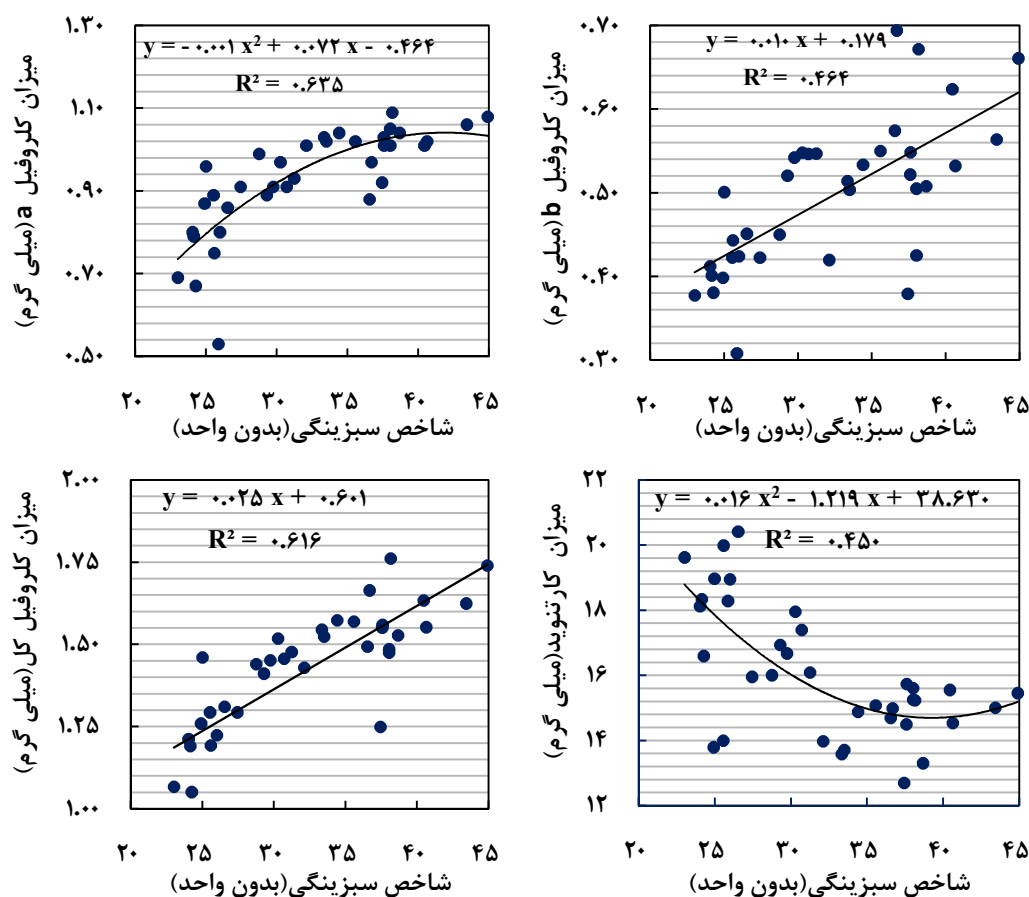 میزان کلروفیل a (میلی گرم)
۱.۳۰
۱.۱۰
۰.۹۰
۰.۷۰
۰.۵۰
y = -۰.۰۰۱ x² + ۰.۰۷۲ x - ۰.۴۶۴
R² = ۰.۶۳۵
۲۰ ۲۵ ۳۰ ۳۵ ۴۰ ۴۵
شاخص سبزینگی(بدون واحد)
میزان کلروفیل b (میلی گرم)
۰.۷۰
۰.۶۰
۰.۵۰
۰.۴۰
۰.۳۰
y = ۰.۰۱۰ x + ۰.۱۷۹
R² = ۰.۴۶۴
۲۰ ۲۵ ۳۰ ۳۵ ۴۰ ۴۵
شاخص سبزینگی(بدون واحد)
میزان کلروفیل کل(میلی گرم)
۲.۰۰
۱.۷۵
۱.۵۰
۱.۲۵
۱.۰۰
y = ۰.۰۲۵ x + ۰.۶۰۱
R² = ۰.۶۱۶
۲۰ ۲۵ ۳۰ ۳۵ ۴۰ ۴۵
شاخص سبزینگی(بدون واحد)
میزان کارتنوئید(میلی گرم)
۲۲
۲۰
۱۸
۱۶
۱۴
۱۲
y = ۰.۰۱۶ x² - ۱.۲۱۹ x + ۳۸.۶۳۰
R² = ۰.۴۵۰
۲۰ ۲۵ ۳۰ ۳۵ ۴۰ ۴۵
شاخص سبزینگی(بدون واحد)